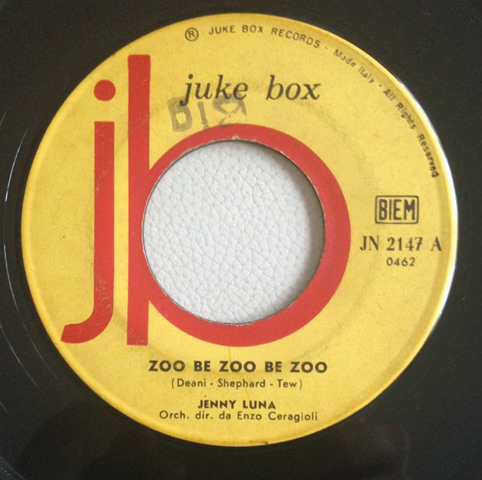 ® JUKE BOX RECORDS - Made Italy - All Rights Reserved
juke box
jb
BIEM
JN 2147 A
0462
ZOO BE ZOO BE ZOO
(Deani - Shephard - Tew)
JENNY LUNA
Orch. dir. da Enzo Ceragioli